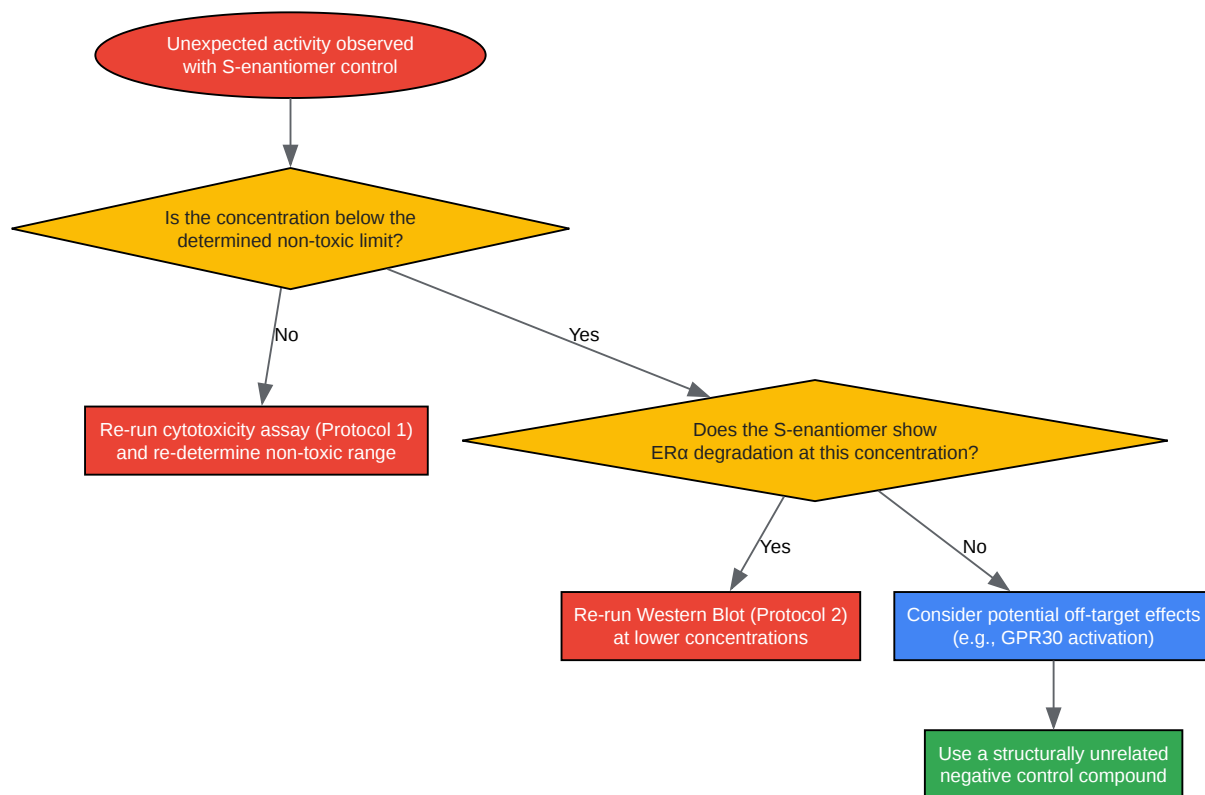 Unexpected activity observed
with S-enantiomer control
Is the concentration below the
determined non-toxic limit?
No
Yes
Re-run cytotoxicity assay (Protocol 1)
and re-determine non-toxic range
Does the S-enantiomer show
ERα degradation at this concentration?
Yes
No
Re-run Western Blot (Protocol 2)
at lower concentrations
Consider potential off-target effects
(e.g., GPR30 activation)
Use a structurally unrelated
negative control compound